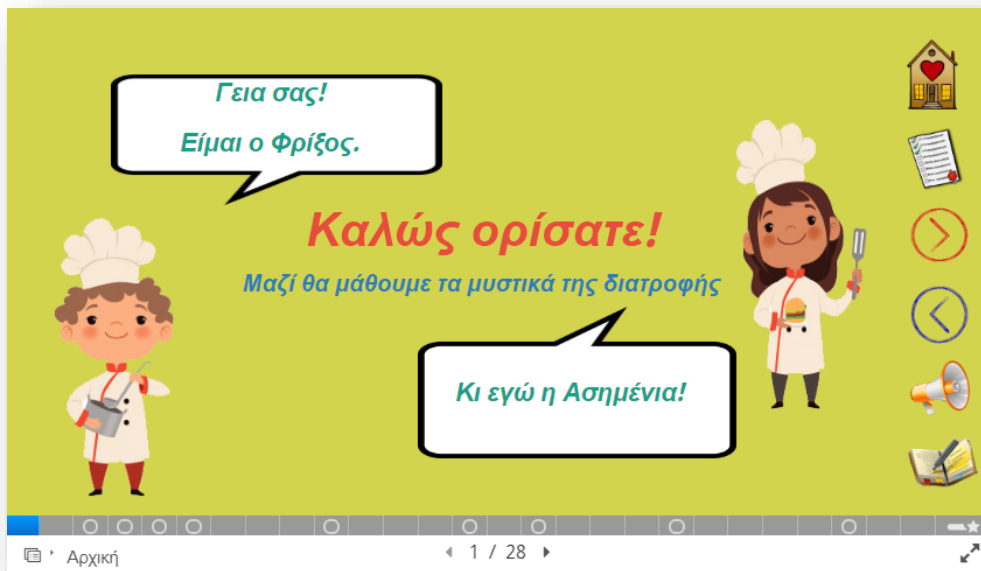 Γεια σας!
Είμαι ο Φρίξος.
Καλώς ορίσατε!
Μαζί θα μάθουμε τα μυστικά της διατροφής
Κι εγώ η Ασημένια!
Αρχική
1 / 28